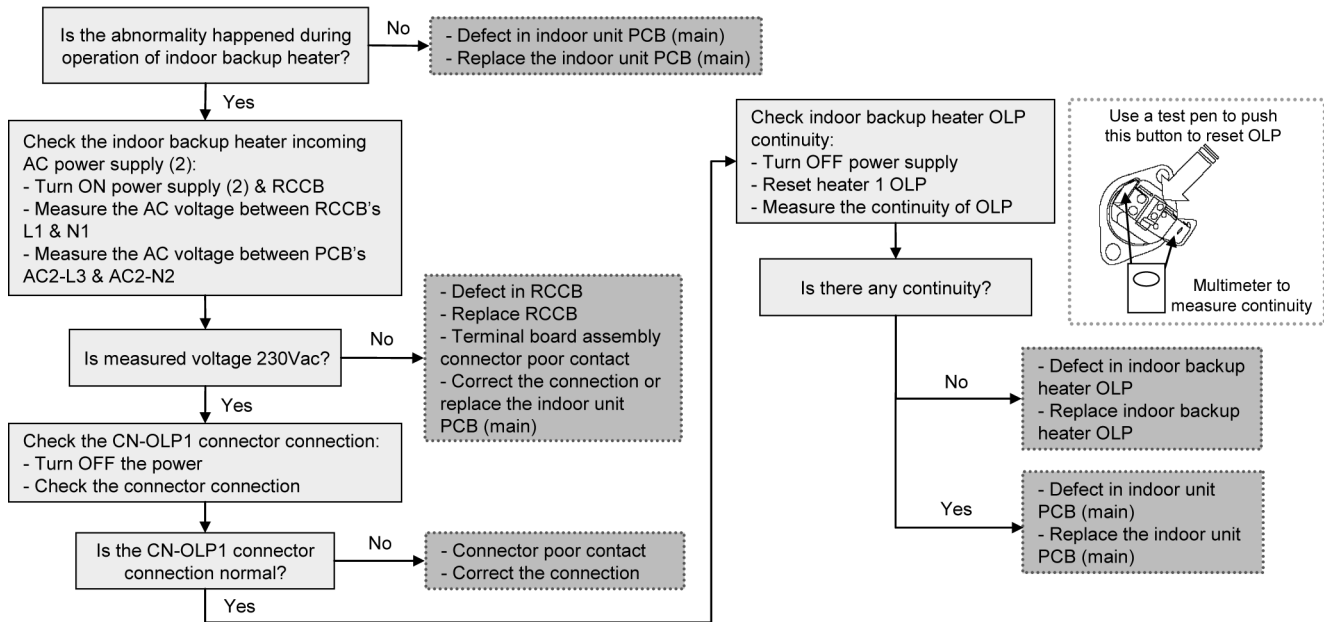 Is the abnormality happened during
operation of indoor backup heater?
No
- Defect in indoor unit PCB (main)
- Replace the indoor unit PCB (main)
Yes
Check the indoor backup heater incoming
AC power supply (2):
- Turn ON power supply (2) & RCCB
- Measure the AC voltage between RCCB's
L1 & N1
- Measure the AC voltage between PCB's
AC2-L3 & AC2-N2
Is measured voltage 230Vac?
No
- Defect in RCCB
- Replace RCCB
- Terminal board assembly
connector poor contact
- Correct the connection or
replace the indoor unit
PCB (main)
Yes
Check the CN-OLP1 connector connection:
- Turn OFF the power
- Check the connector connection
Is the CN-OLP1 connector
connection normal?
No
- Connector poor contact
- Correct the connection
Yes
Check indoor backup heater OLP
continuity:
- Turn OFF power supply
- Reset heater 1 OLP
- Measure the continuity of OLP
Use a test pen to push
this button to reset OLP
Multimeter to
measure continuity
Is there any continuity?
No
- Defect in indoor backup
heater OLP
- Replace indoor backup
heater OLP
Yes
- Defect in indoor unit
PCB (main)
- Replace the indoor unit
PCB (main)